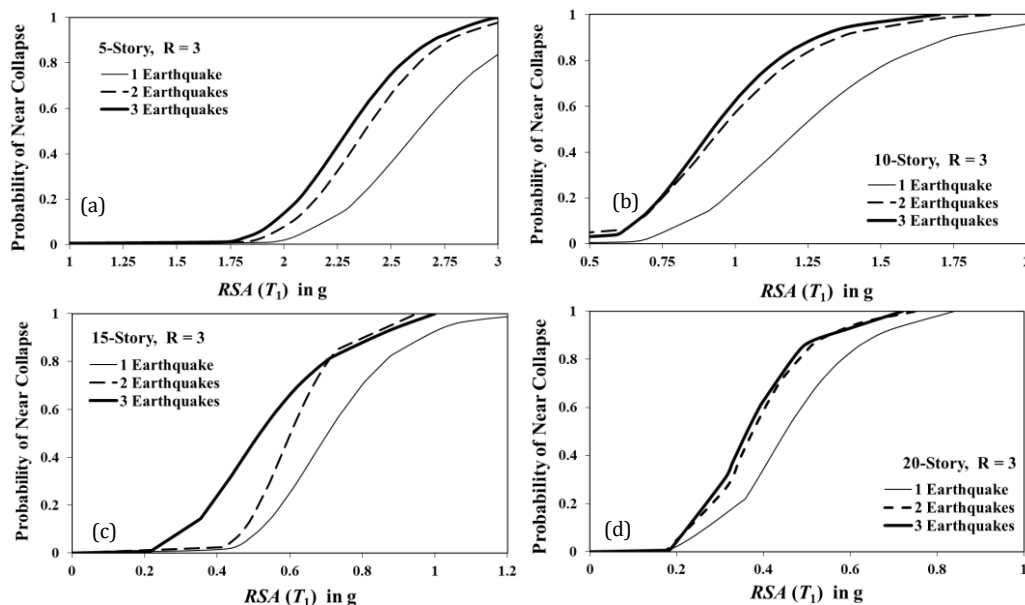 Probability of Near Collapse
1
0.8
0.6
0.4
0.2
0
5-Story, R = 3
1 Earthquake
2 Earthquakes
3 Earthquakes
(a)
1 1.25 1.5 1.75 2 2.25 2.5 2.75 3
RSA (T1) in g
Probability of Near Collapse
1
0.8
0.6
0.4
0.2
0
(b)
10-Story, R = 3
1 Earthquake
2 Earthquakes
3 Earthquakes
0.5 0.75 1 1.25 1.5 1.75 2
RSA (T1) in g
Probability of Near Collapse
1
0.8
0.6
0.4
0.2
0
15-Story, R = 3
1 Earthquake
2 Earthquakes
3 Earthquakes
(c)
0 0.2 0.4 0.6 0.8 1 1.2
RSA (T1) in g
Probability of Near Collapse
1
0.8
0.6
0.4
0.2
0
(d)
20-Story, R = 3
1 Earthquake
2 Earthquakes
3 Earthquakes
0 0.2 0.4 0.6 0.8 1
RSA (T1) in g